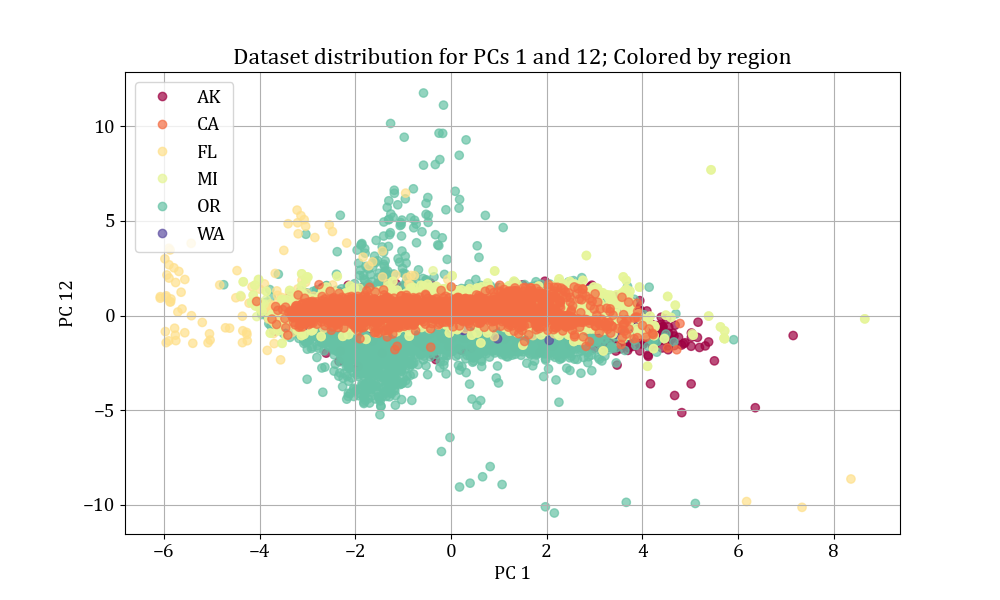 Dataset distribution for PCs 1 and 12; Colored by region
AK
CA
FL
MI
OR
WA
10
5
0
−5
−10
PC 12
−6
−4
−2
0
2
4
6
8
PC 1